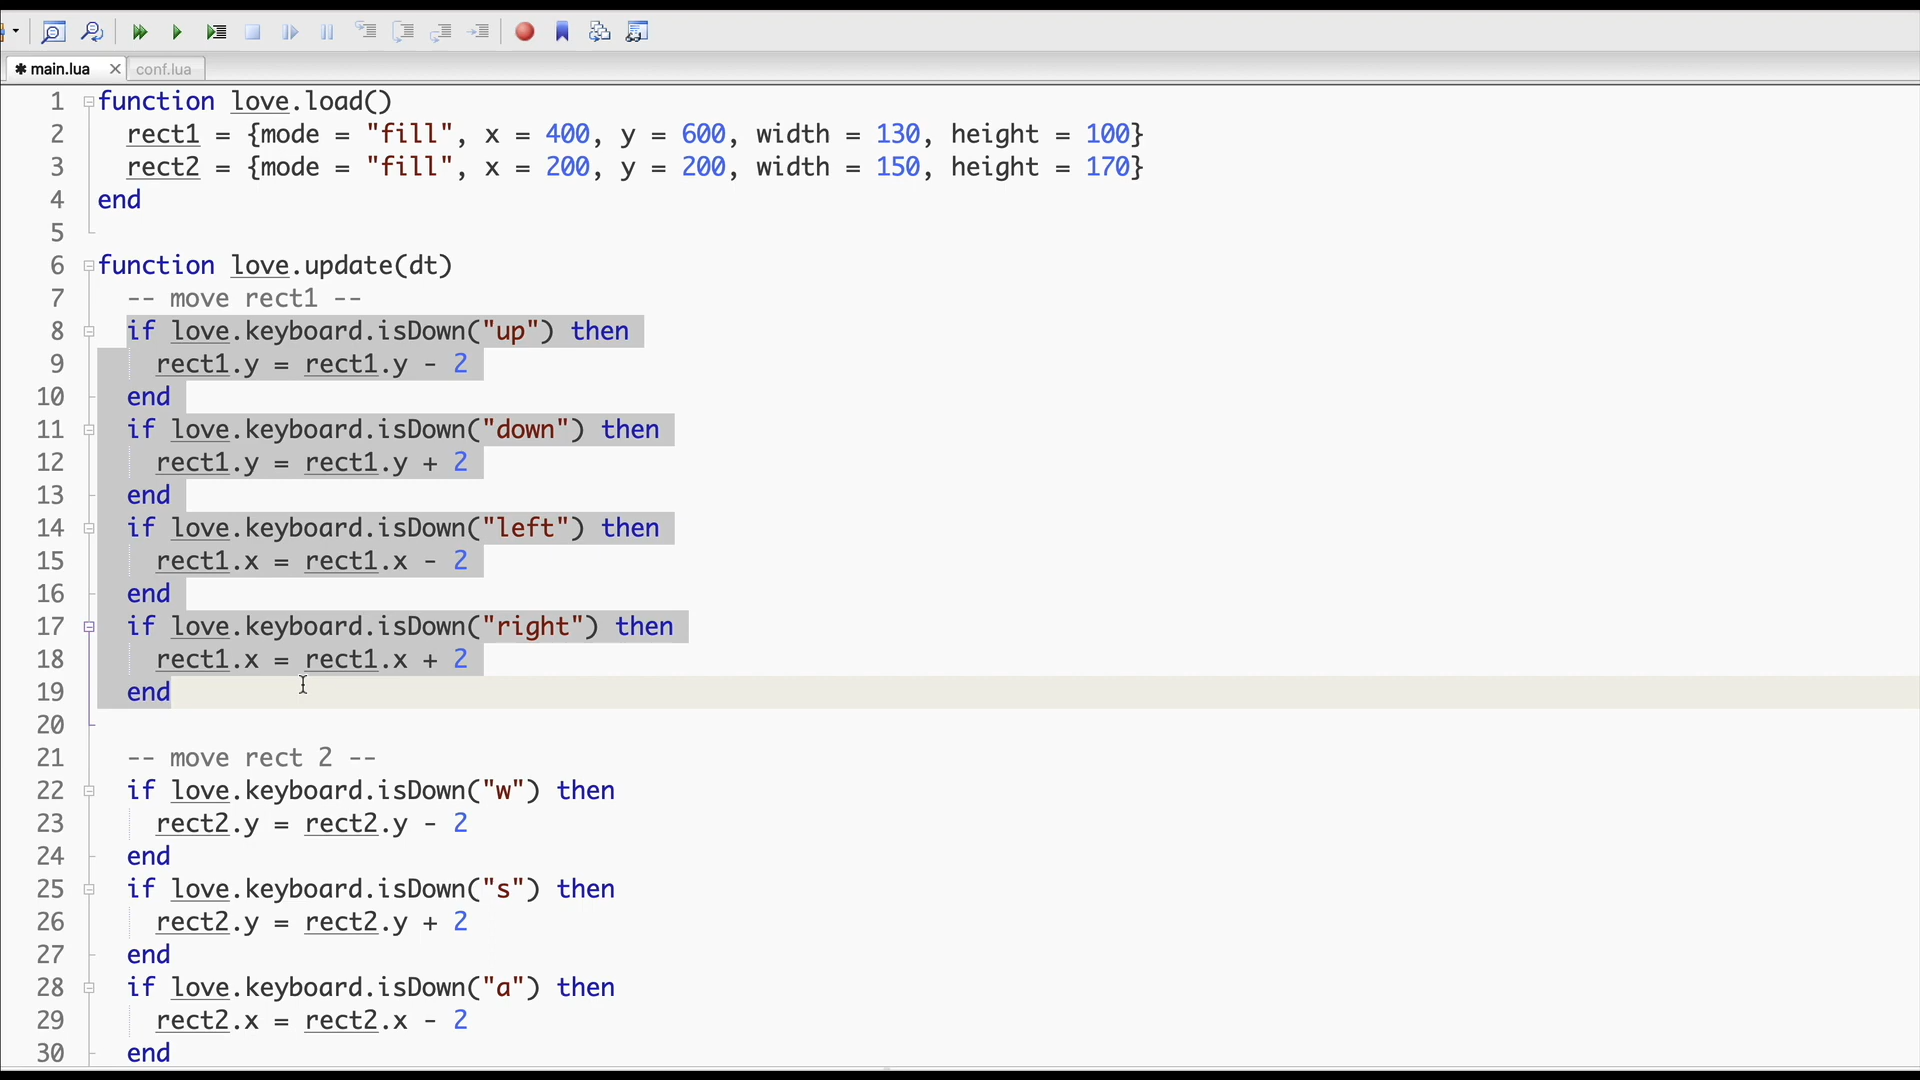 ✱ main.lua ✕ conf.lua
1 function love.load()
2 rect1 = {mode = "fill", x = 400, y = 600, width = 130, height = 100}
3 rect2 = {mode = "fill", x = 200, y = 200, width = 150, height = 170}
4 end
5
6 function love.update(dt)
7 -- move rect1 --
8 if love.keyboard.isDown("up") then
9 rect1.y = rect1.y - 2
10 end
11 if love.keyboard.isDown("down") then
12 rect1.y = rect1.y + 2
13 end
14 if love.keyboard.isDown("left") then
15 rect1.x = rect1.x - 2
16 end
17 if love.keyboard.isDown("right") then
18 rect1.x = rect1.x + 2
19 end
20
21 -- move rect 2 --
22 if love.keyboard.isDown("w") then
23 rect2.y = rect2.y - 2
24 end
25 if love.keyboard.isDown("s") then
26 rect2.y = rect2.y + 2
27 end
28 if love.keyboard.isDown("a") then
29 rect2.x = rect2.x - 2
30 end